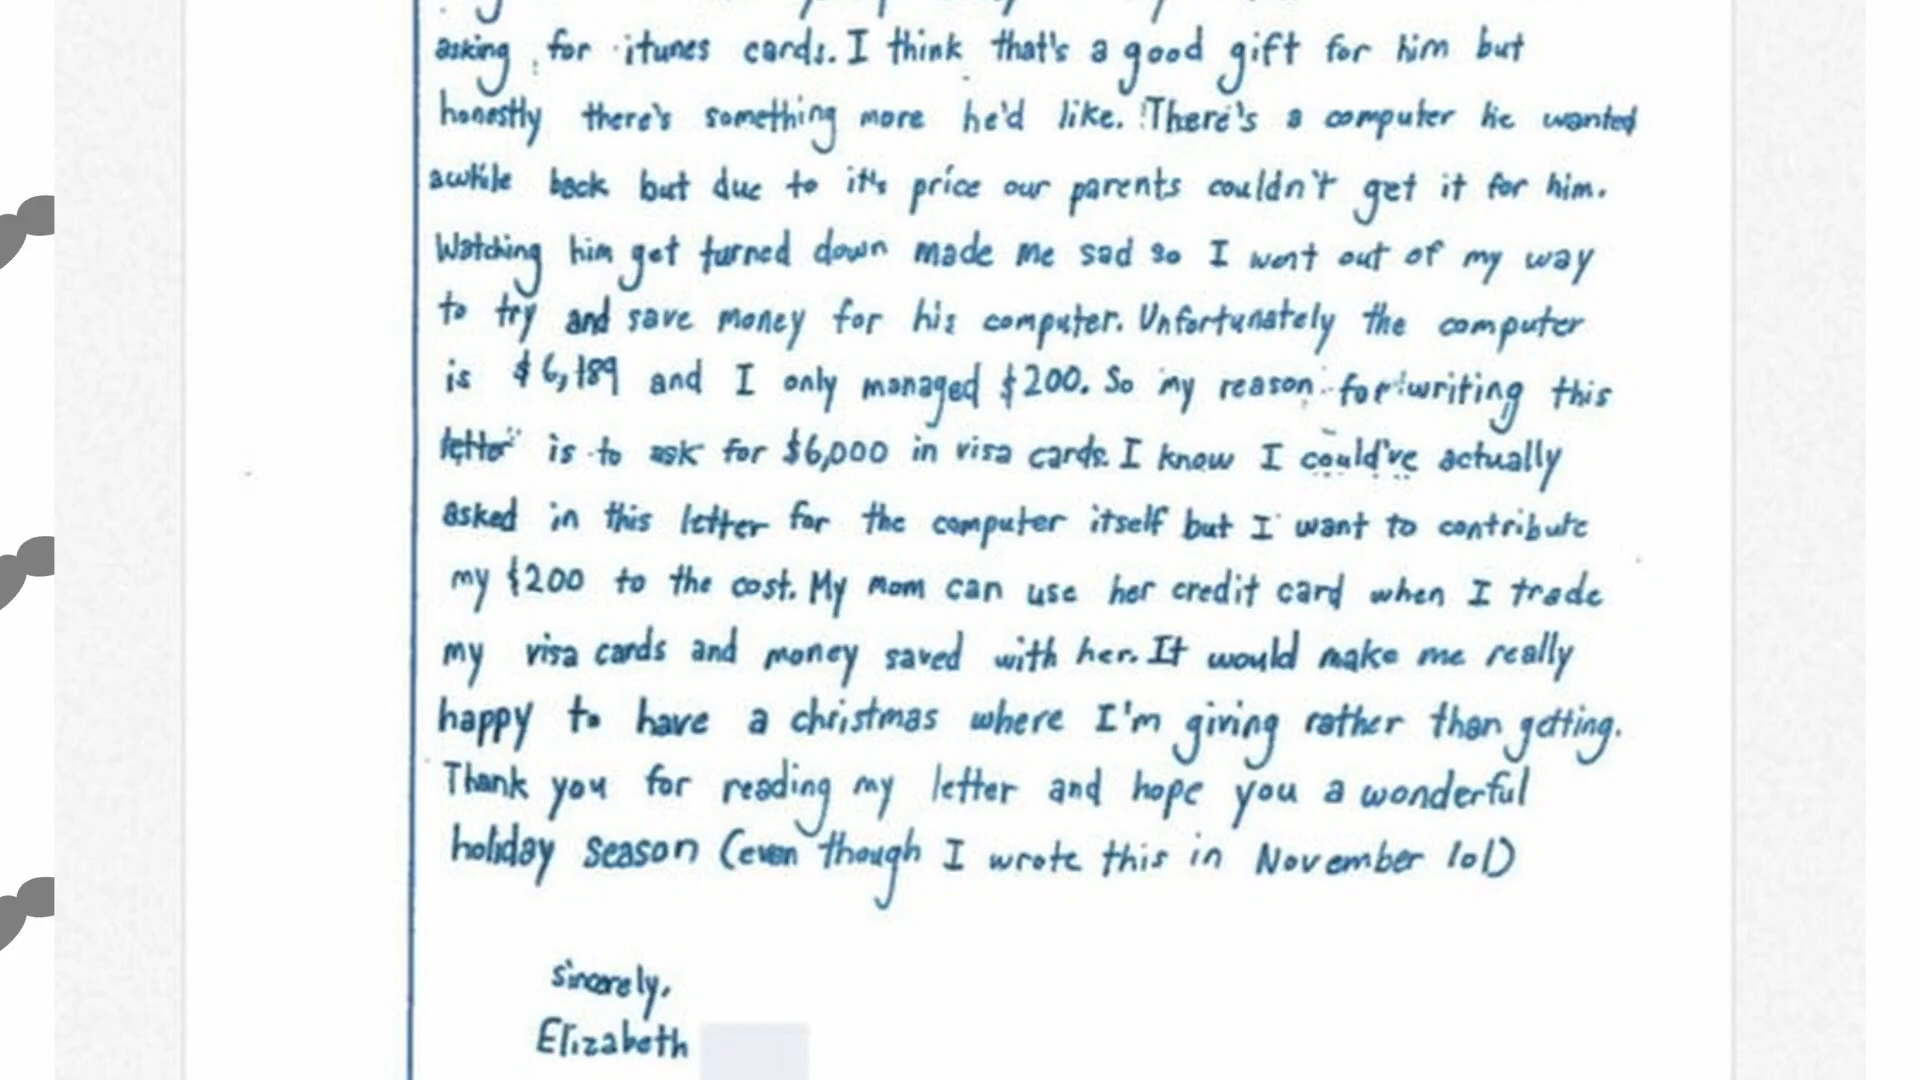 asking for itunes cards. I think that's a good gift for him but
honestly there's something more he'd like. There's a computer he wanted
awhile back but due to it's price our parents couldn't get it for him.
Watching him get turned down made me sad so I went out of my way
to try and save money for his computer. Unfortunately the computer
is $6,189 and I only managed $200. So my reason for writing this
letter is to ask for $6,000 in visa cards. I know I could've actually
asked in this letter for the computer itself but I want to contribute
my $200 to the cost. My mom can use her credit card when I trade
my visa cards and money saved with her. It would make me really
happy to have a christmas where I'm giving rather than getting.
Thank you for reading my letter and hope you a wonderful
holiday season (even though I wrote this in November lol)
sincerely,
Elizabeth